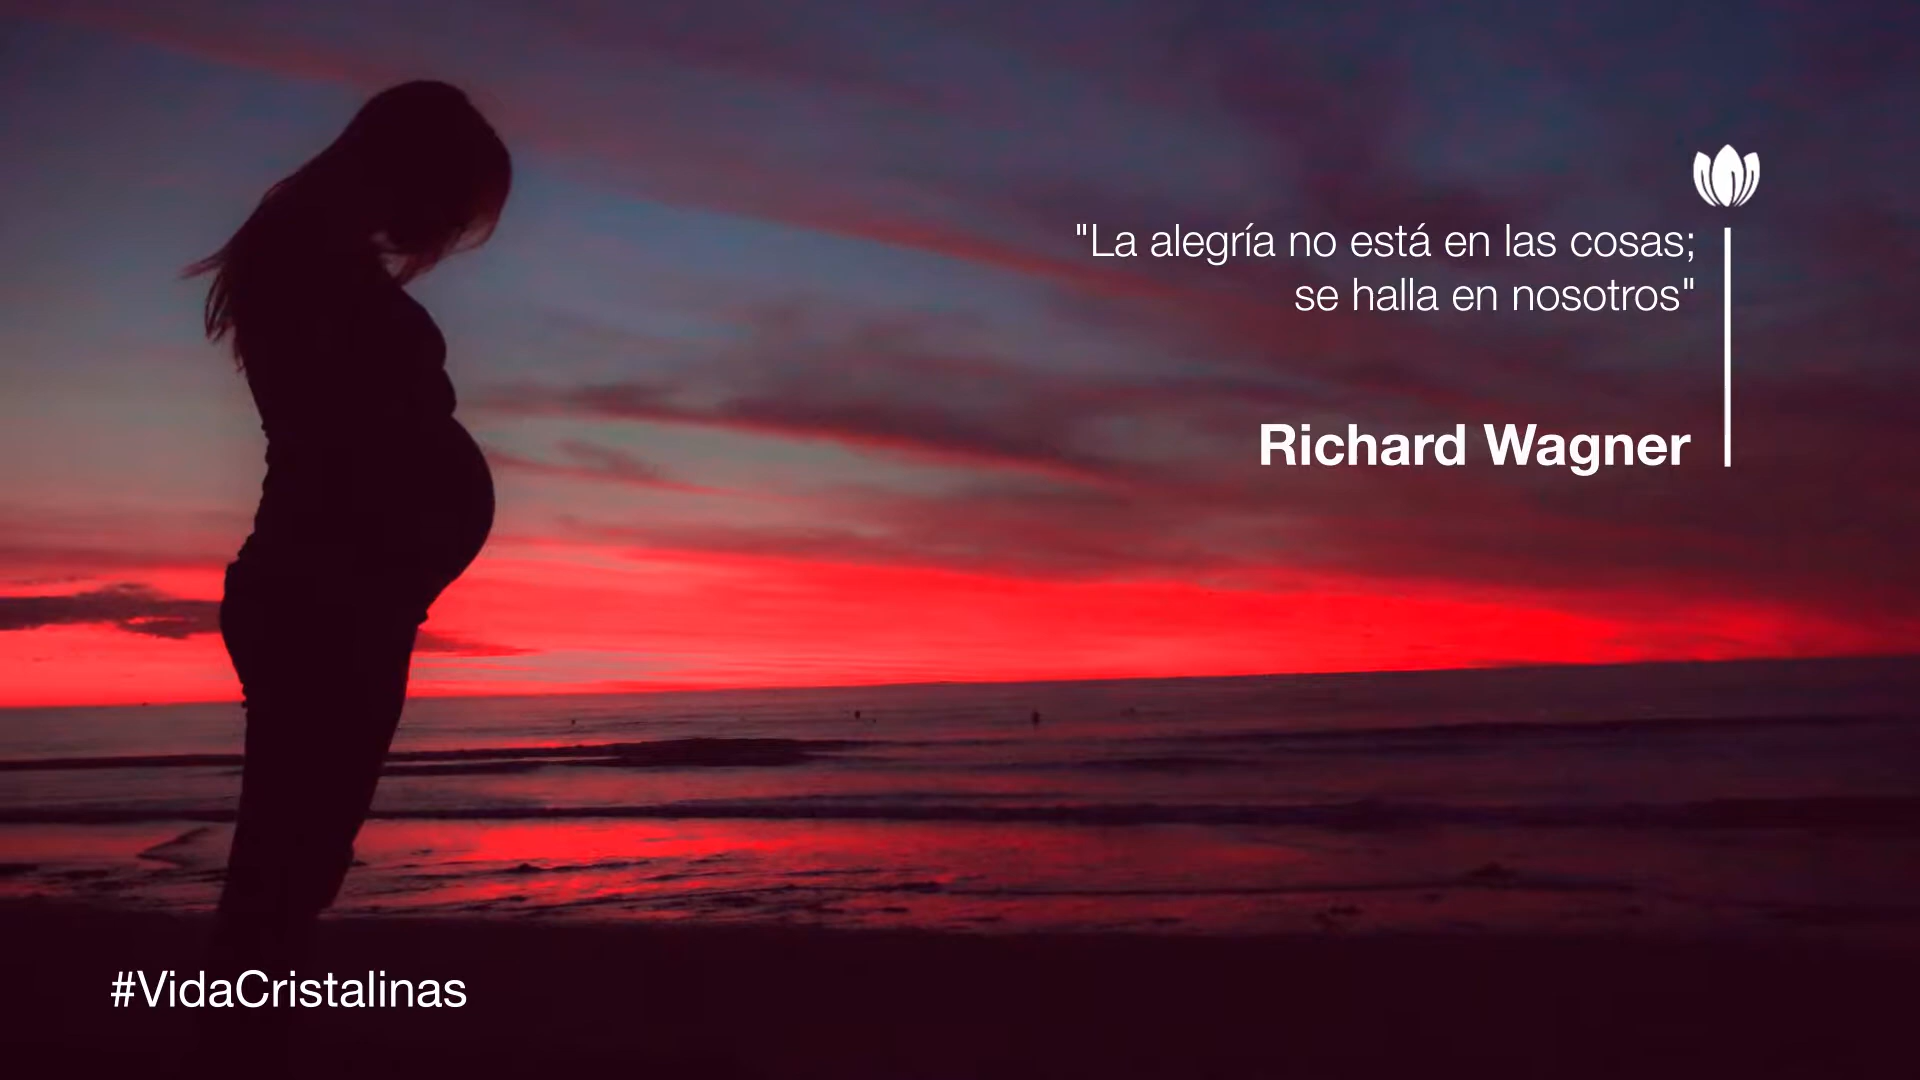 "La alegría no está en las cosas;
se halla en nosotros"
Richard Wagner
#VidaCristalinas